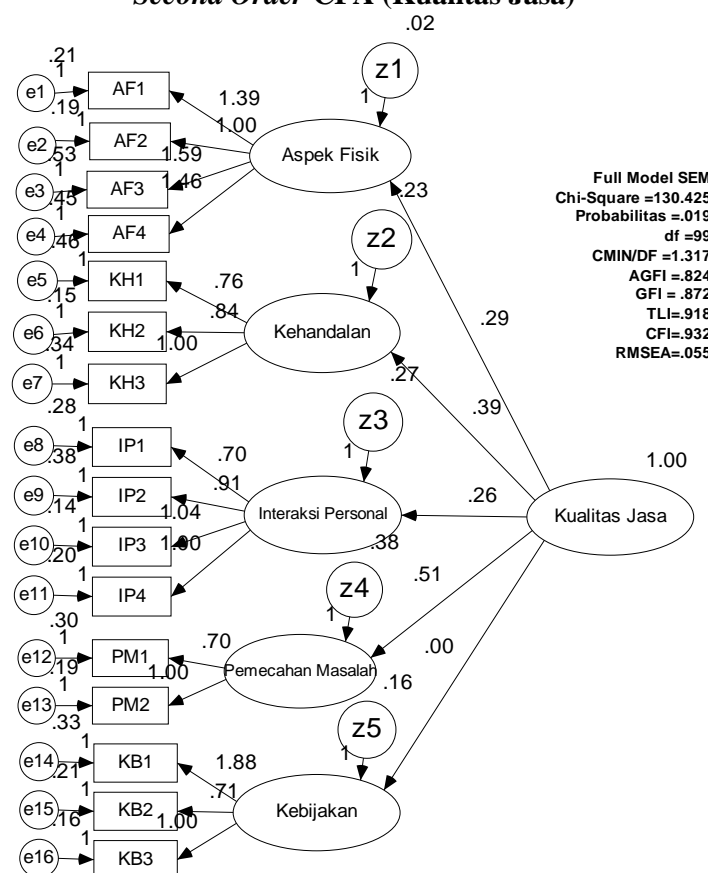 Second Order CFA (Kualitas Jasa)
.02
.21
z1
1
e1
AF1
1.39
.19
1
1
1.00
e2
AF2
Aspek Fisik
.53
1
1.59
e3
AF3
1.46
.23
.45
1
e4
AF4
z2
.46
1
1
e5
KH1
.76
.15
1
.84
e6
KH2
Kehandalan
.29
.34
1.00
1
e7
KH3
.27
.28
.39
z3
1
1
e8
IP1
.70
1.00
.38
1
.91
e9
IP2
.26
.14
1
1.04
Interaksi Personal
Kualitas Jasa
e10
IP3
1.00
.38
.20
1
z4
.51
e11
IP4
1
.30
1
.70
.00
e12
PM1
Pemecahan Masalah
.19
1.00
1
.16
e13
PM2
z5
.33
1
1
e14
KB1
1.88
.21
1
.71
e15
KB2
Kebijakan
.16
1.00
1
e16
KB3
Full Model SEM
Chi-Square =130.425
Probabilitas =.019
df =99
CMIN/DF =1.317
AGFI =.824
GFI = .872
TLI=.918
CFI=.932
RMSEA=.055